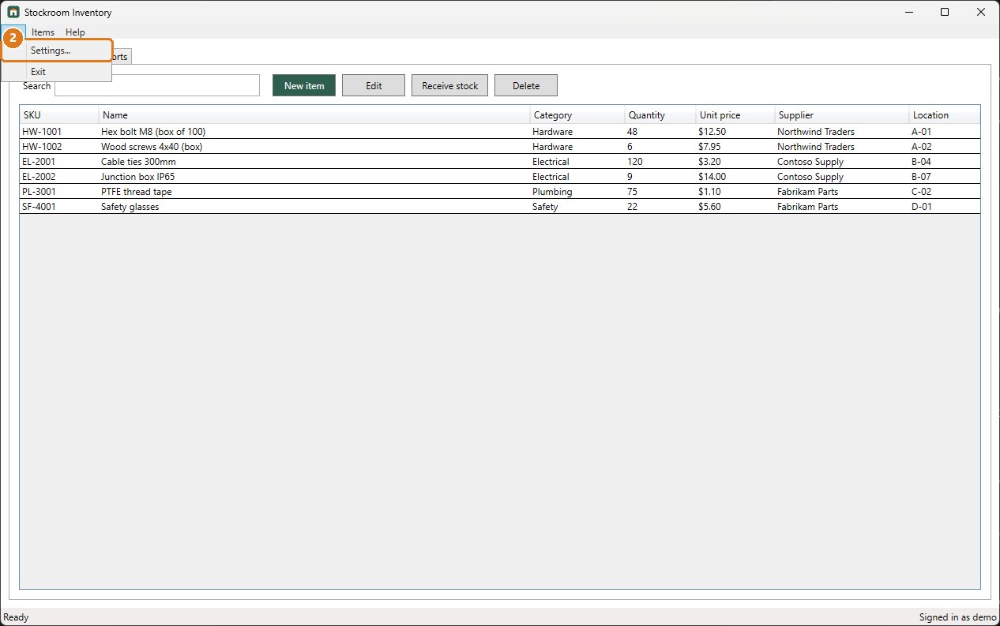 Stockroom Inventory
2 Items Help
Settings...
orts
Exit
Search New item Edit Receive stock Delete
SKU Name Category Quantity Unit price Supplier Location
HW-1001 Hex bolt M8 (box of 100) Hardware 48 $12.50 Northwind Traders A-01
HW-1002 Wood screws 4x40 (box) Hardware 6 $7.95 Northwind Traders A-02
EL-2001 Cable ties 300mm Electrical 120 $3.20 Contoso Supply B-04
EL-2002 Junction box IP65 Electrical 9 $14.00 Contoso Supply B-07
PL-3001 PTFE thread tape Plumbing 75 $1.10 Fabrikam Parts C-02
SF-4001 Safety glasses Safety 22 $5.60 Fabrikam Parts D-01
Ready Signed in as demo